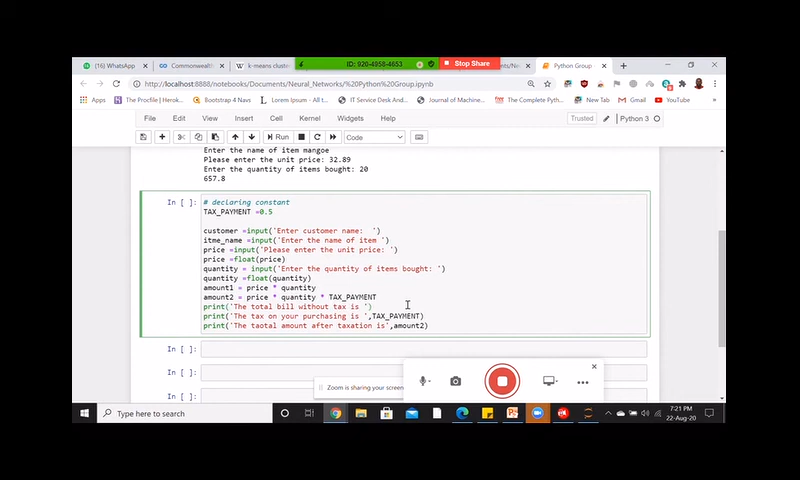 (16) WhatsApp
Commonwealt
k-means cluster
ID: 920-4958-4653
Stop Share
ents/Ne
Python Group
http://localhost:8888/notebooks/Documents/Neural_Networks/%20Python%20Group.ipynb
Apps
The Procfile | Herok...
Bootstrap 4 Navs
Lorem Ipsum - All t...
IT Service Desk And...
Journal of Machine...
The Complete Pyth...
New Tab
Gmail
YouTube
File Edit View Insert Cell Kernel Widgets Help
Trusted
Python 3
Run
Code
Enter the name of item mangoe
Please enter the unit price: 32.89
Enter the quantity of items bought: 20
657.8
In [ ]:
# declaring constant
TAX_PAYMENT =0.5
customer =input('Enter customer name:  ')
itme_name =input('Enter the name of item ')
price =input('Please enter the unit price: ')
price =float(price)
quantity = input('Enter the quantity of items bought: ')
quantity =float(quantity)
amount1 = price * quantity
amount2 = price * quantity * TAX_PAYMENT
print('The total bill without tax is ')
print('The tax on your purchasing is ',TAX_PAYMENT)
print('The taotal amount after taxation is',amount2)
In [ ]:
In [ ]:
In [ ]:
Zoom is sharing your screen
Type here to search
7:21 PM
22-Aug-20